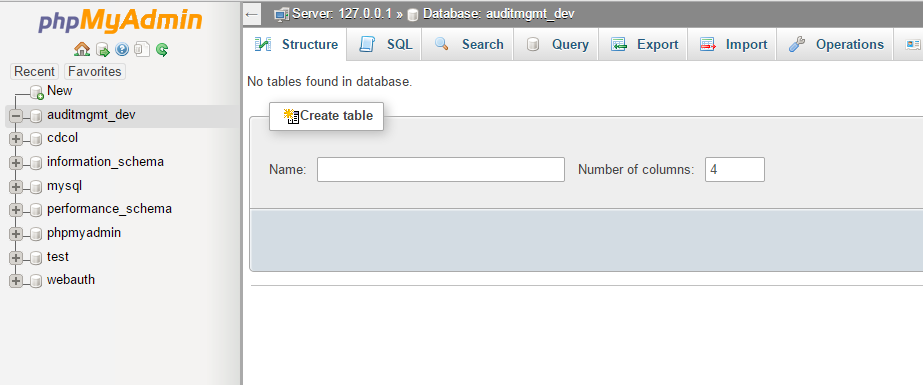 phpMyAdmin
Recent Favorites
New
auditmgmt_dev
cdcol
information_schema
mysql
performance_schema
phpmyadmin
test
webauth
← Server: 127.0.0.1 » Database: auditmgmt_dev
Structure SQL Search Query Export Import Operations
No tables found in database.
Create table
Name: Number of columns: 4